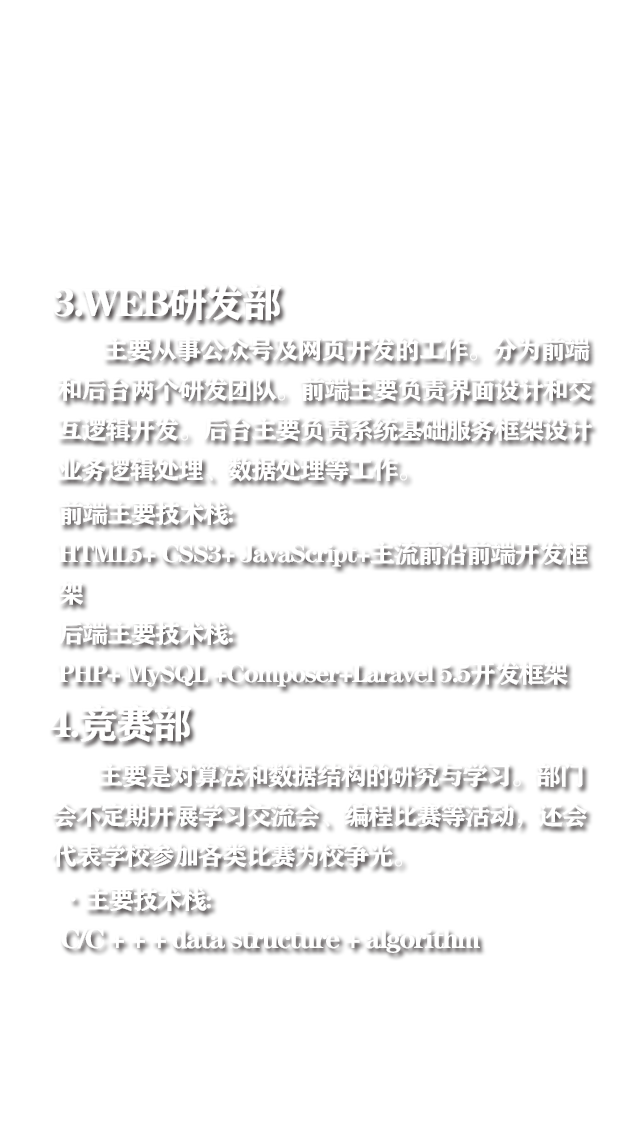 3.WEB研发部
主要从事公众号及网页开发的工作。分为前端
和后台两个研发团队。前端主要负责界面设计和交
互逻辑开发。后台主要负责系统基础服务框架设计
业务逻辑处理、数据处理等工作。
前端主要技术栈:
HTML5+ CSS3+ JavaScript+主流前沿前端开发框
架
后端主要技术栈:
PHP+ MySQL +Composer+Laravel 5.5开发框架
4.竞赛部
主要是对算法和数据结构的研究与学习。部门
会不定期开展学习交流会、编程比赛等活动，还会
代表学校参加各类比赛为校争光。
·主要技术栈:
C/C + + + data structure + algorithm